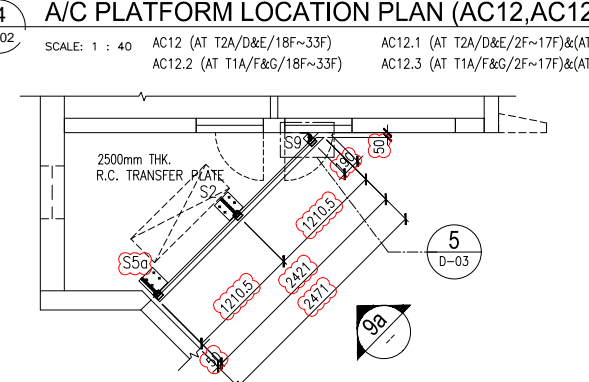 4
02
A/C PLATFORM LOCATION PLAN (AC12,AC12
SCALE: 1 : 40
AC12 (AT T2A/D&E/18F~33F)
AC12.1 (AT T2A/D&E/2F~17F)&(AT
AC12.2 (AT T1A/F&G/18F~33F)
AC12.3 (AT T1A/F&G/2F~17F)&(AT
S9
50
190
2500mm THK.
R.C. TRANSFER PLATE
S2
1210.5
5
D-03
S5a
2421
1210.5
2471
9a
--
50